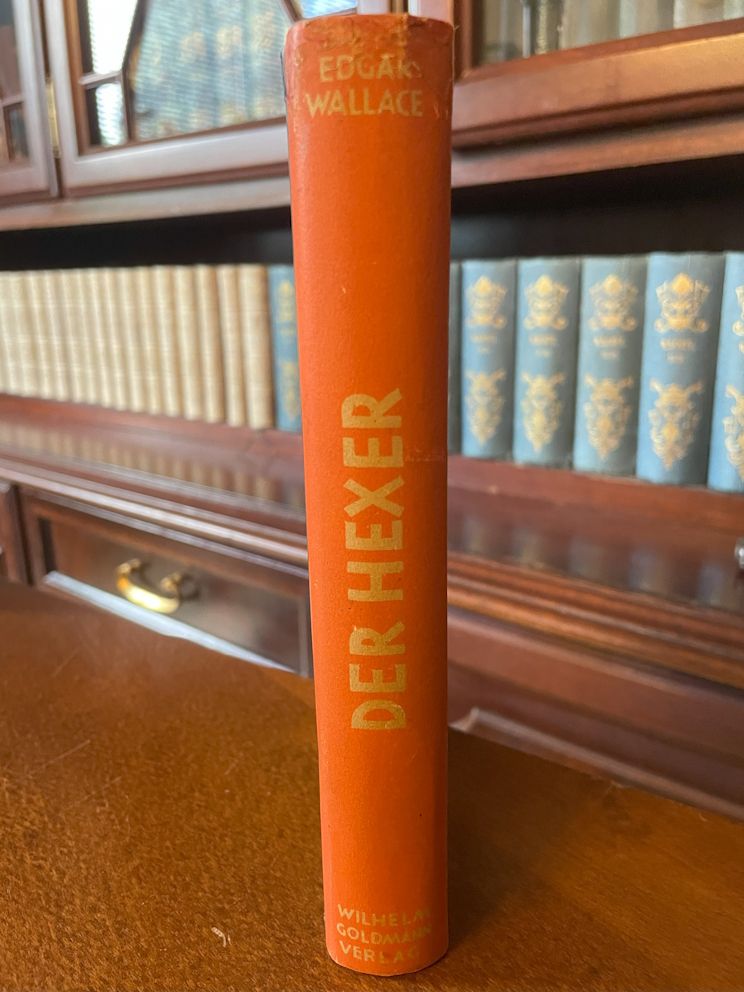 EDGAR
WALLACE
DER HEXER
WILHELM
GOLDMANN
VERLAG